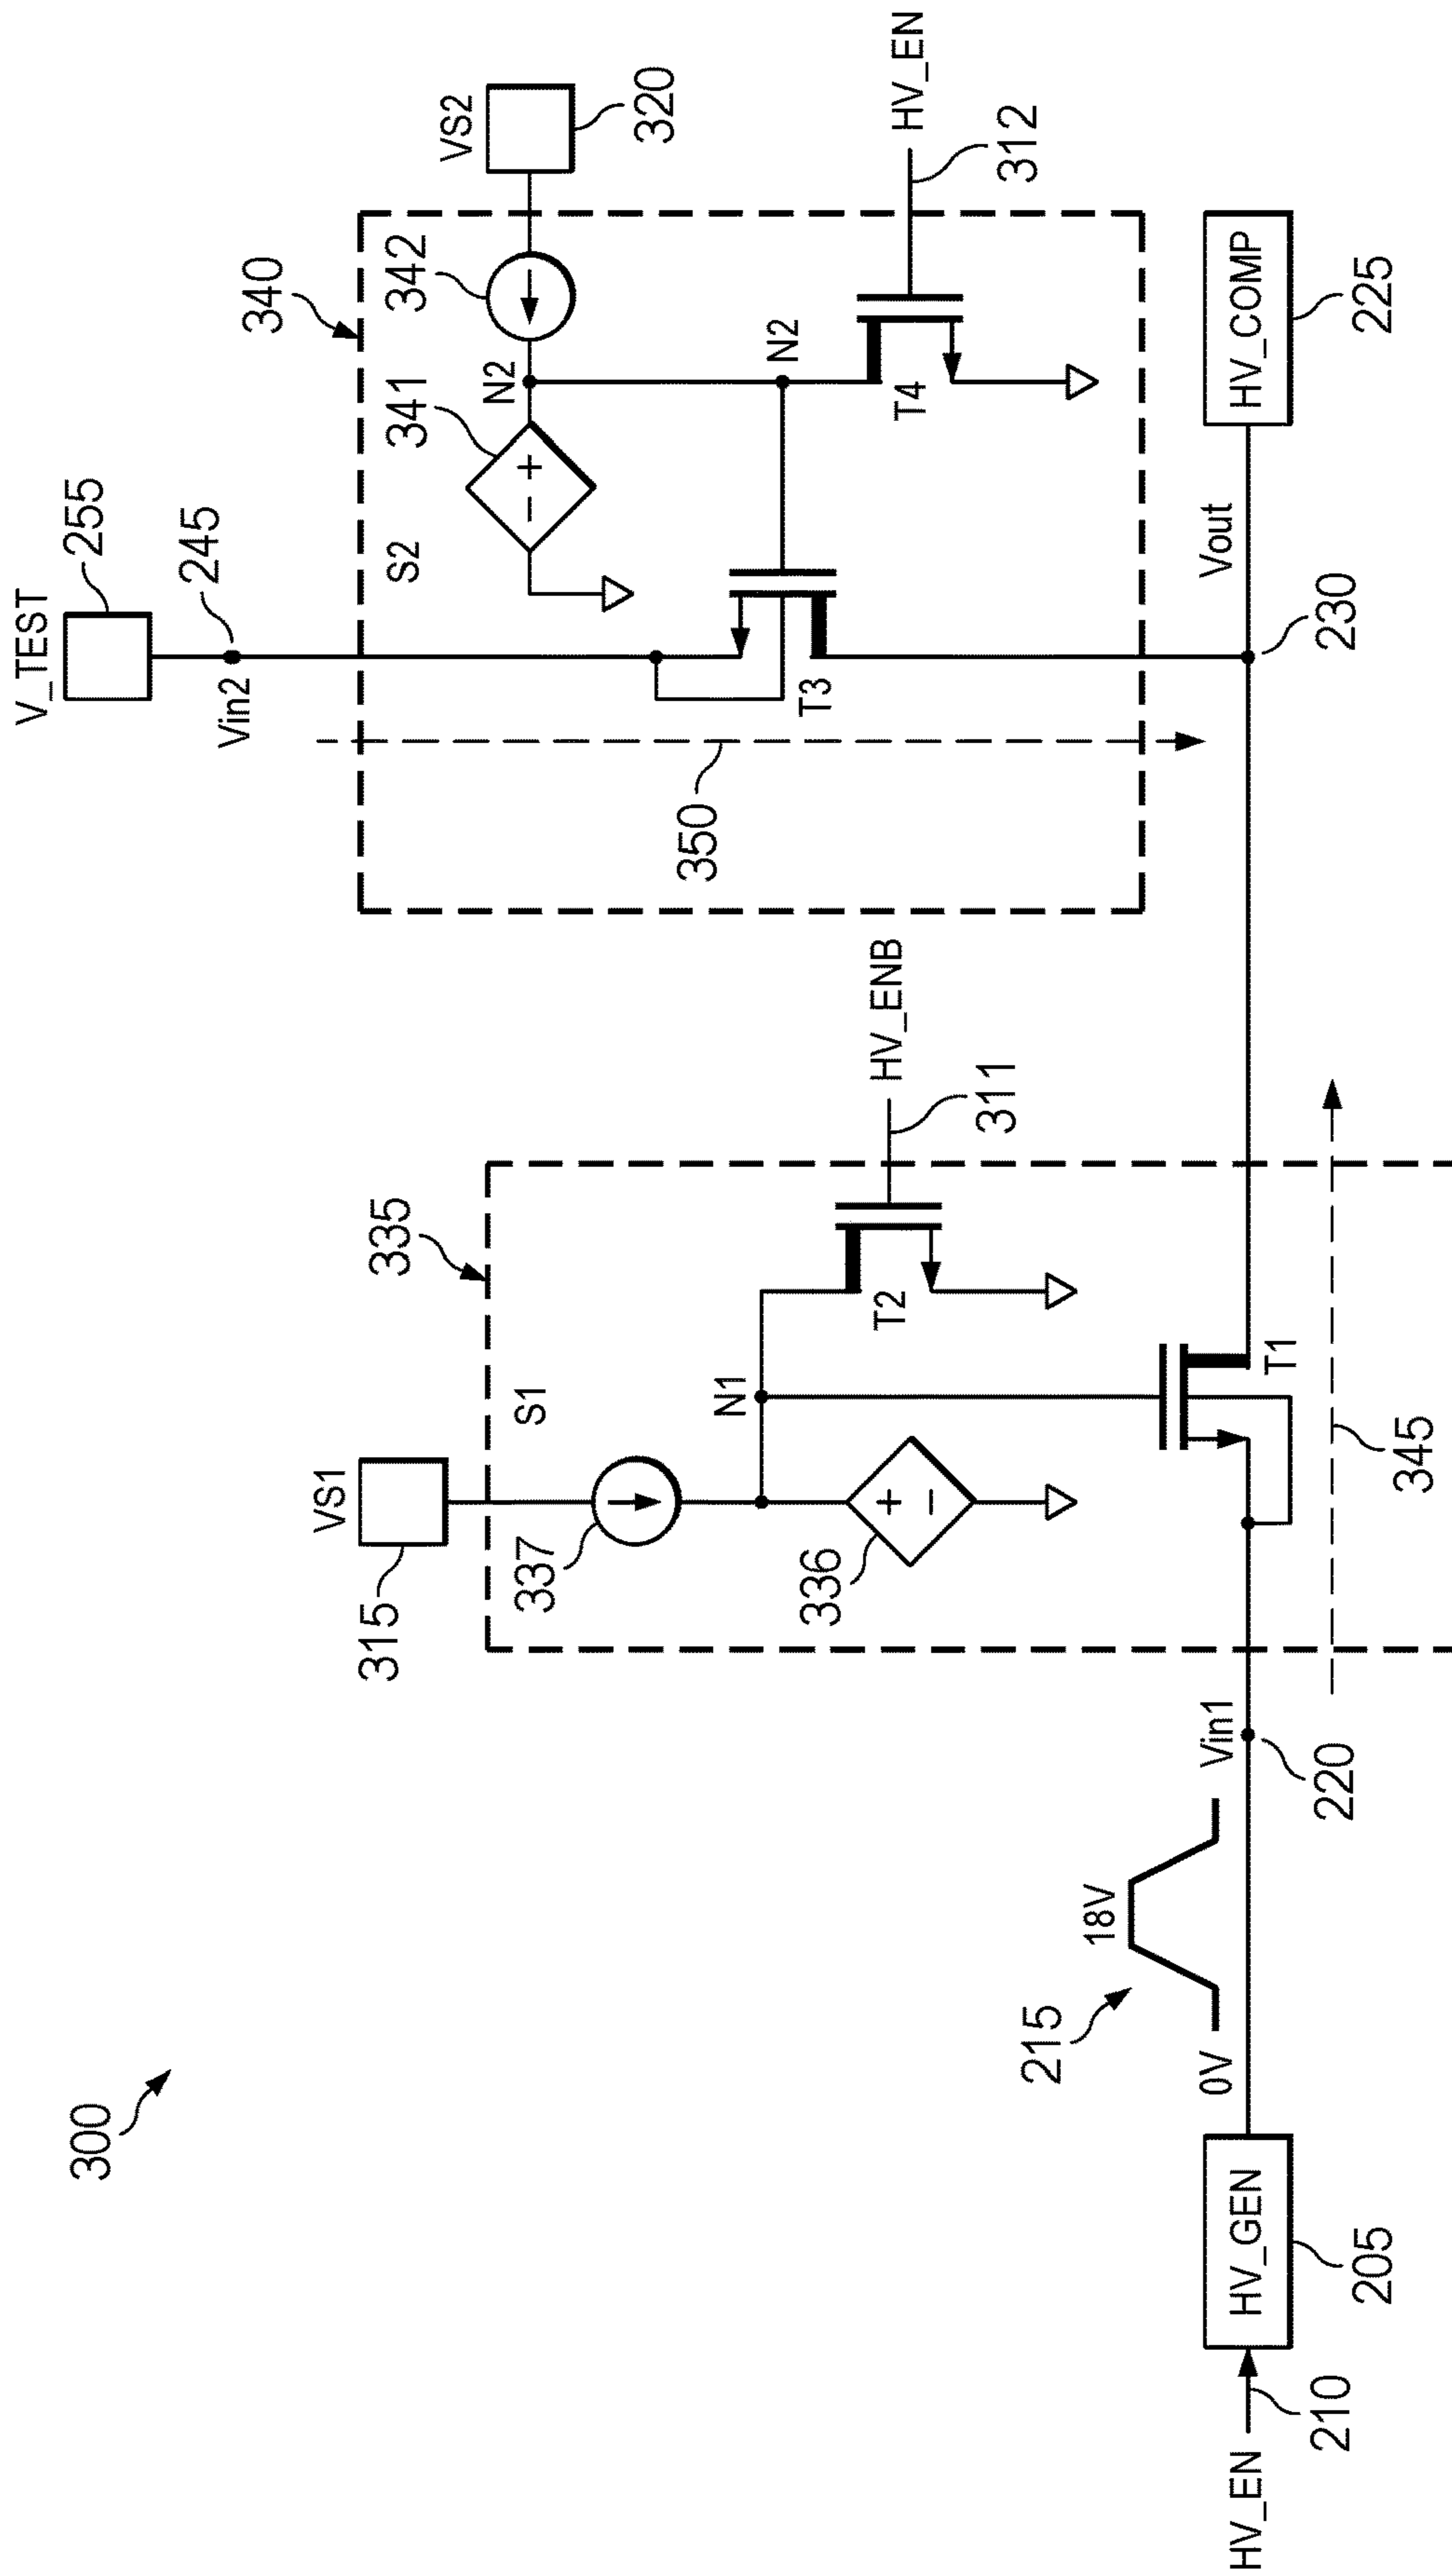 300
HV_EN
210
HV_GEN
205
0V
215
18V
Vin1
220
VS1
315
337
336
S1
N1
335
T2
T1
345
HV_ENB
311
V_TEST
255
Vin2
245
350
340
S2
341
342
N2
VS2
320
T3
N2
T4
HV_EN
312
230
Vout
HV_COMP
225